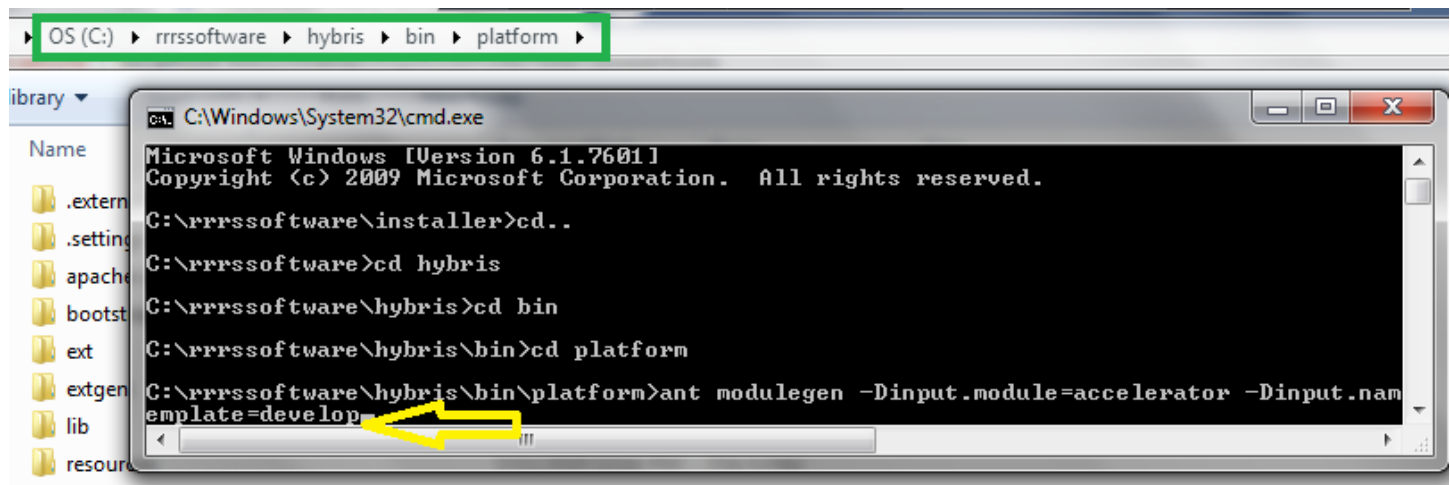 OS (C:) rrrssoftware hybris bin platform
ibrary
C:\Windows\System32\cmd.exe
Name
Microsoft Windows [Version 6.1.7601]
Copyright (c) 2009 Microsoft Corporation.  All rights reserved.
.extern
C:\rrrssoftware\installer>cd..
.setting
C:\rrrssoftware>cd hybris
apache
C:\rrrssoftware\hybris>cd bin
bootst
C:\rrrssoftware\hybris\bin>cd platform
ext
C:\rrrssoftware\hybris\bin\platform>ant modulegen -Dinput.module=accelerator -Dinput.nam
extgen
emplate=develop
lib
resourc